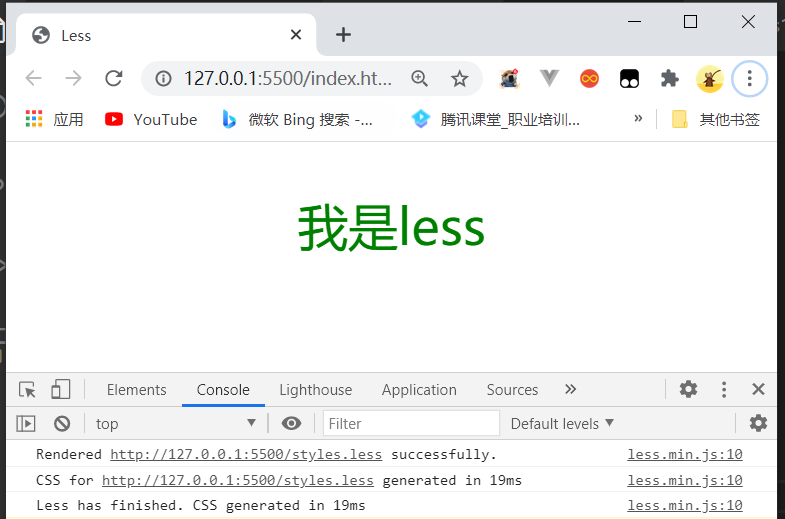 Less
127.0.0.1:5500/index.ht...
应用 YouTube 微软 Bing 搜索 -... 腾讯课堂_职业培训... » 其他书签
我是less
Elements Console Lighthouse Application Sources »
top Filter Default levels
Rendered http://127.0.0.1:5500/styles.less successfully. less.min.js:10
CSS for http://127.0.0.1:5500/styles.less generated in 19ms less.min.js:10
Less has finished. CSS generated in 19ms less.min.js:10